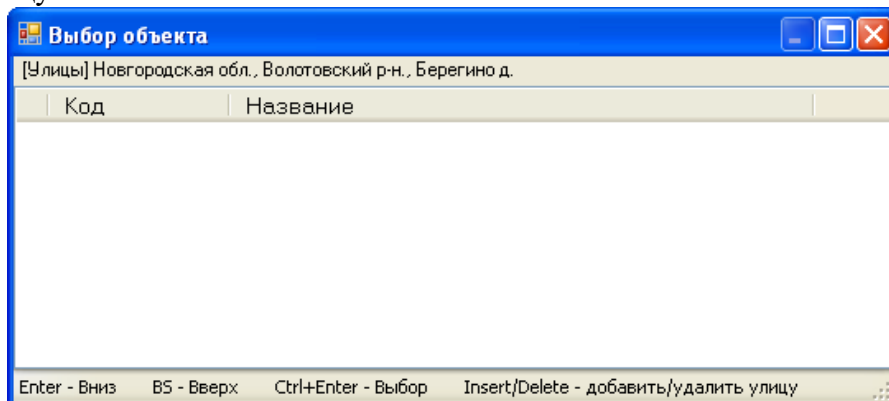 Выбор объекта
[Улицы] Новгородская обл., Волотовский р-н., Берегино д.
Код Название
Enter - Вниз BS - Вверх Ctrl+Enter - Выбор Insert/Delete - добавить/удалить улицу